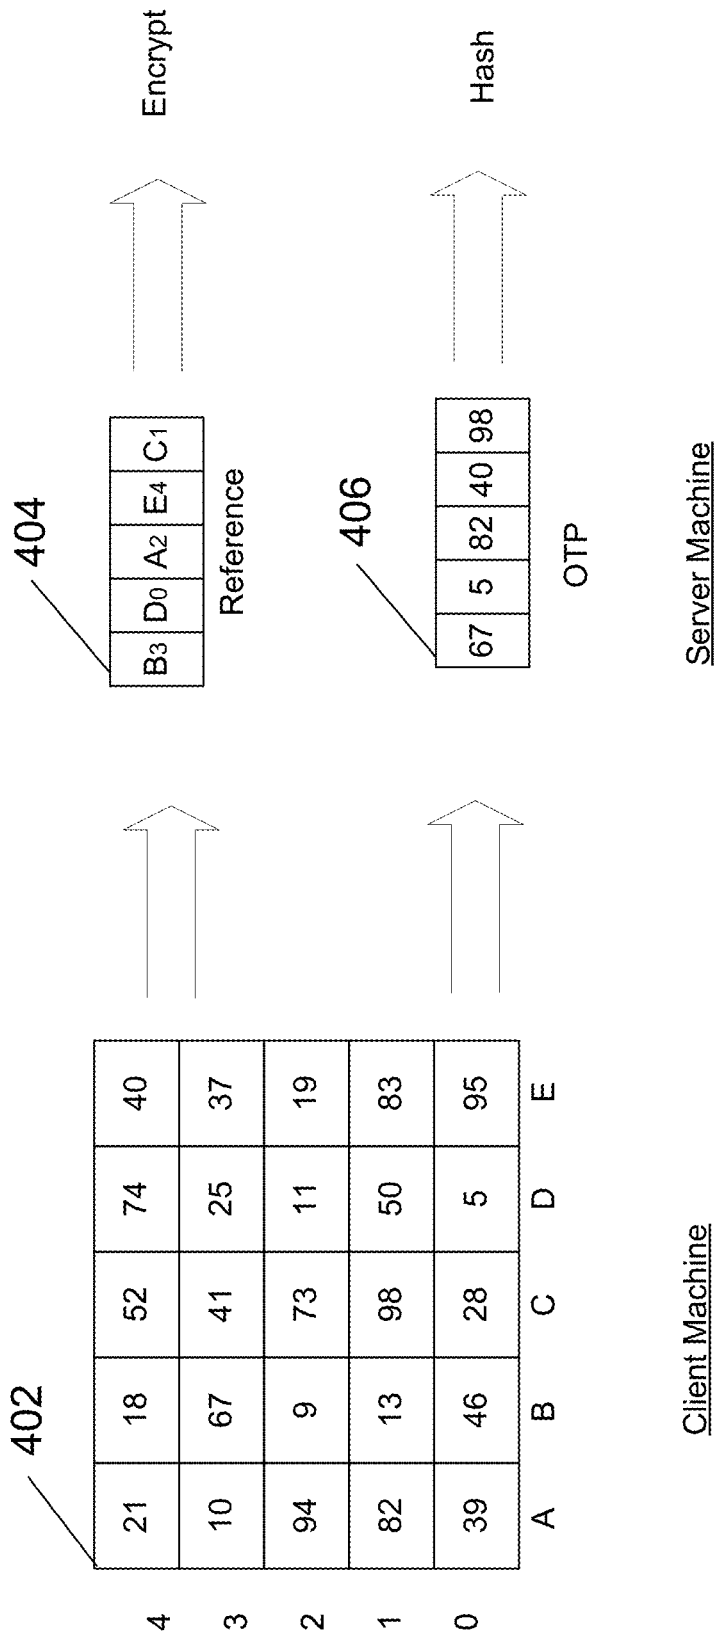 402
404
Encrypt
4 21 18 52 74 40
B3 D0 A2 E4 C1
3 10 67 41 25 37
Reference
2 94 9 73 11 19
406
1 82 13 98 50 83
0 39 46 28 5 95
67 5 82 40 98
Hash
A B C D E
OTP
Client Machine
Server Machine